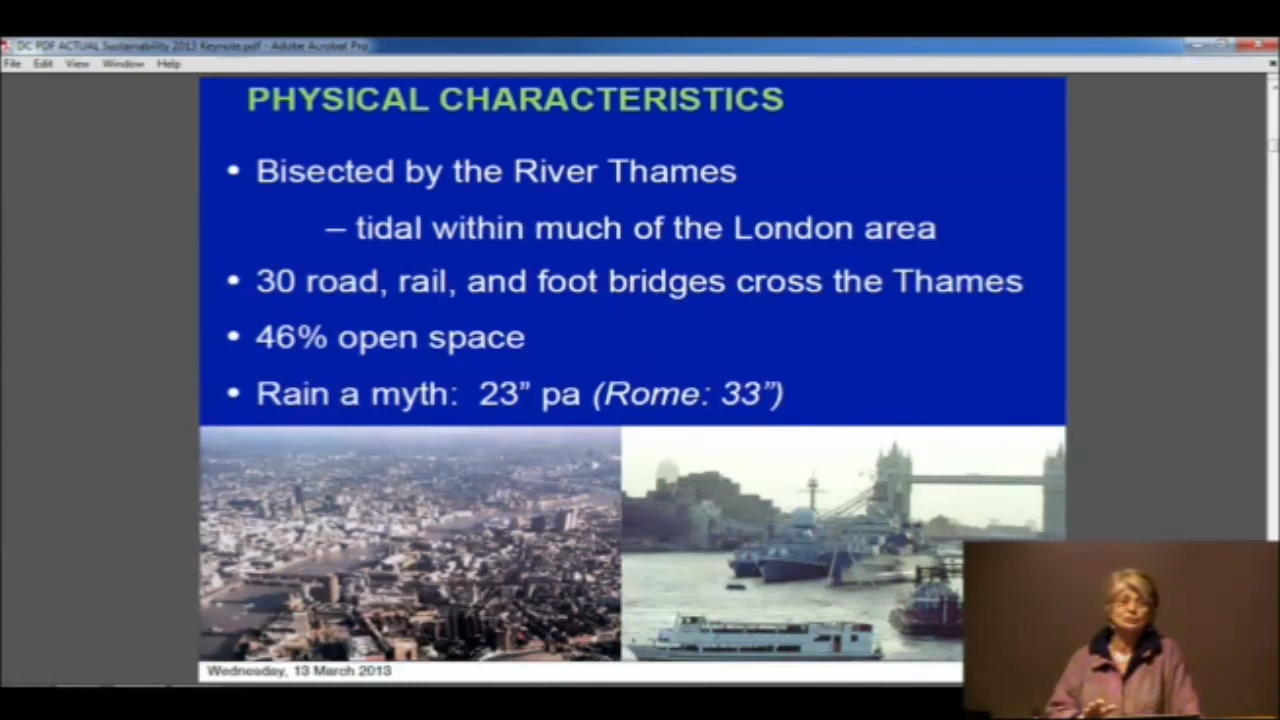 DC PDF ACTUAL Sustainability 2013 Keynote.pdf - Adobe Acrobat Pro
File Edit View Window Help
PHYSICAL CHARACTERISTICS
• Bisected by the River Thames
– tidal within much of the London area
• 30 road, rail, and foot bridges cross the Thames
• 46% open space
• Rain a myth: 23” pa (Rome: 33”)
Wednesday, 13 March 2013